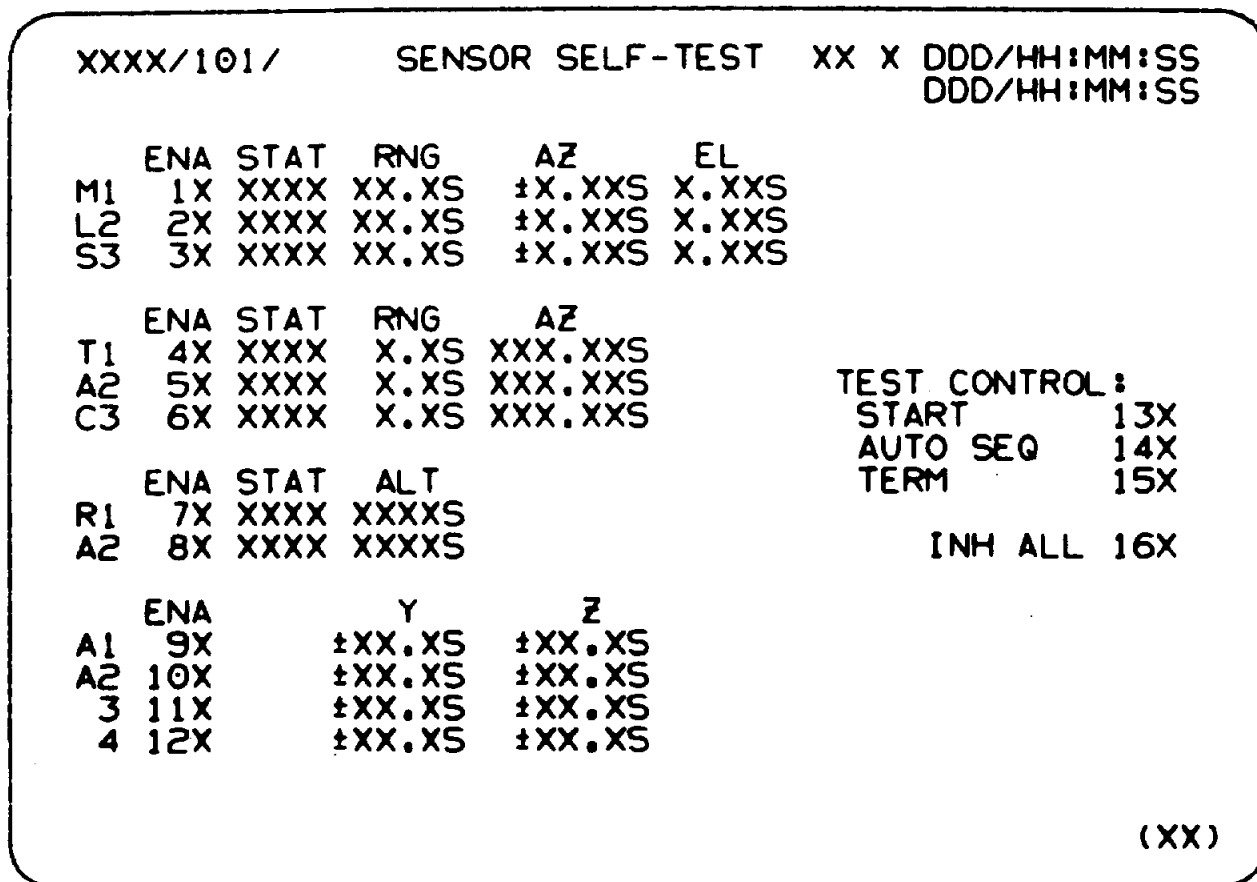 XXXX/101/ SENSOR SELF-TEST XX X DDD/HH:MM:SS
DDD/HH:MM:SS
ENA STAT RNG AZ EL
M1 1X XXXX XX.XS ±X.XXS X.XXS
L2 2X XXXX XX.XS ±X.XXS X.XXS
S3 3X XXXX XX.XS ±X.XXS X.XXS
ENA STAT RNG AZ
T1 4X XXXX X.XS XXX.XXS
A2 5X XXXX X.XS XXX.XXS
C3 6X XXXX X.XS XXX.XXS
ENA STAT ALT
R1 7X XXXX XXXXS
A2 8X XXXX XXXXS
ENA Y Z
A1 9X ±XX.XS ±XX.XS
A2 10X ±XX.XS ±XX.XS
3 11X ±XX.XS ±XX.XS
4 12X ±XX.XS ±XX.XS
TEST CONTROL:
START 13X
AUTO SEQ 14X
TERM 15X
INH ALL 16X
(XX)